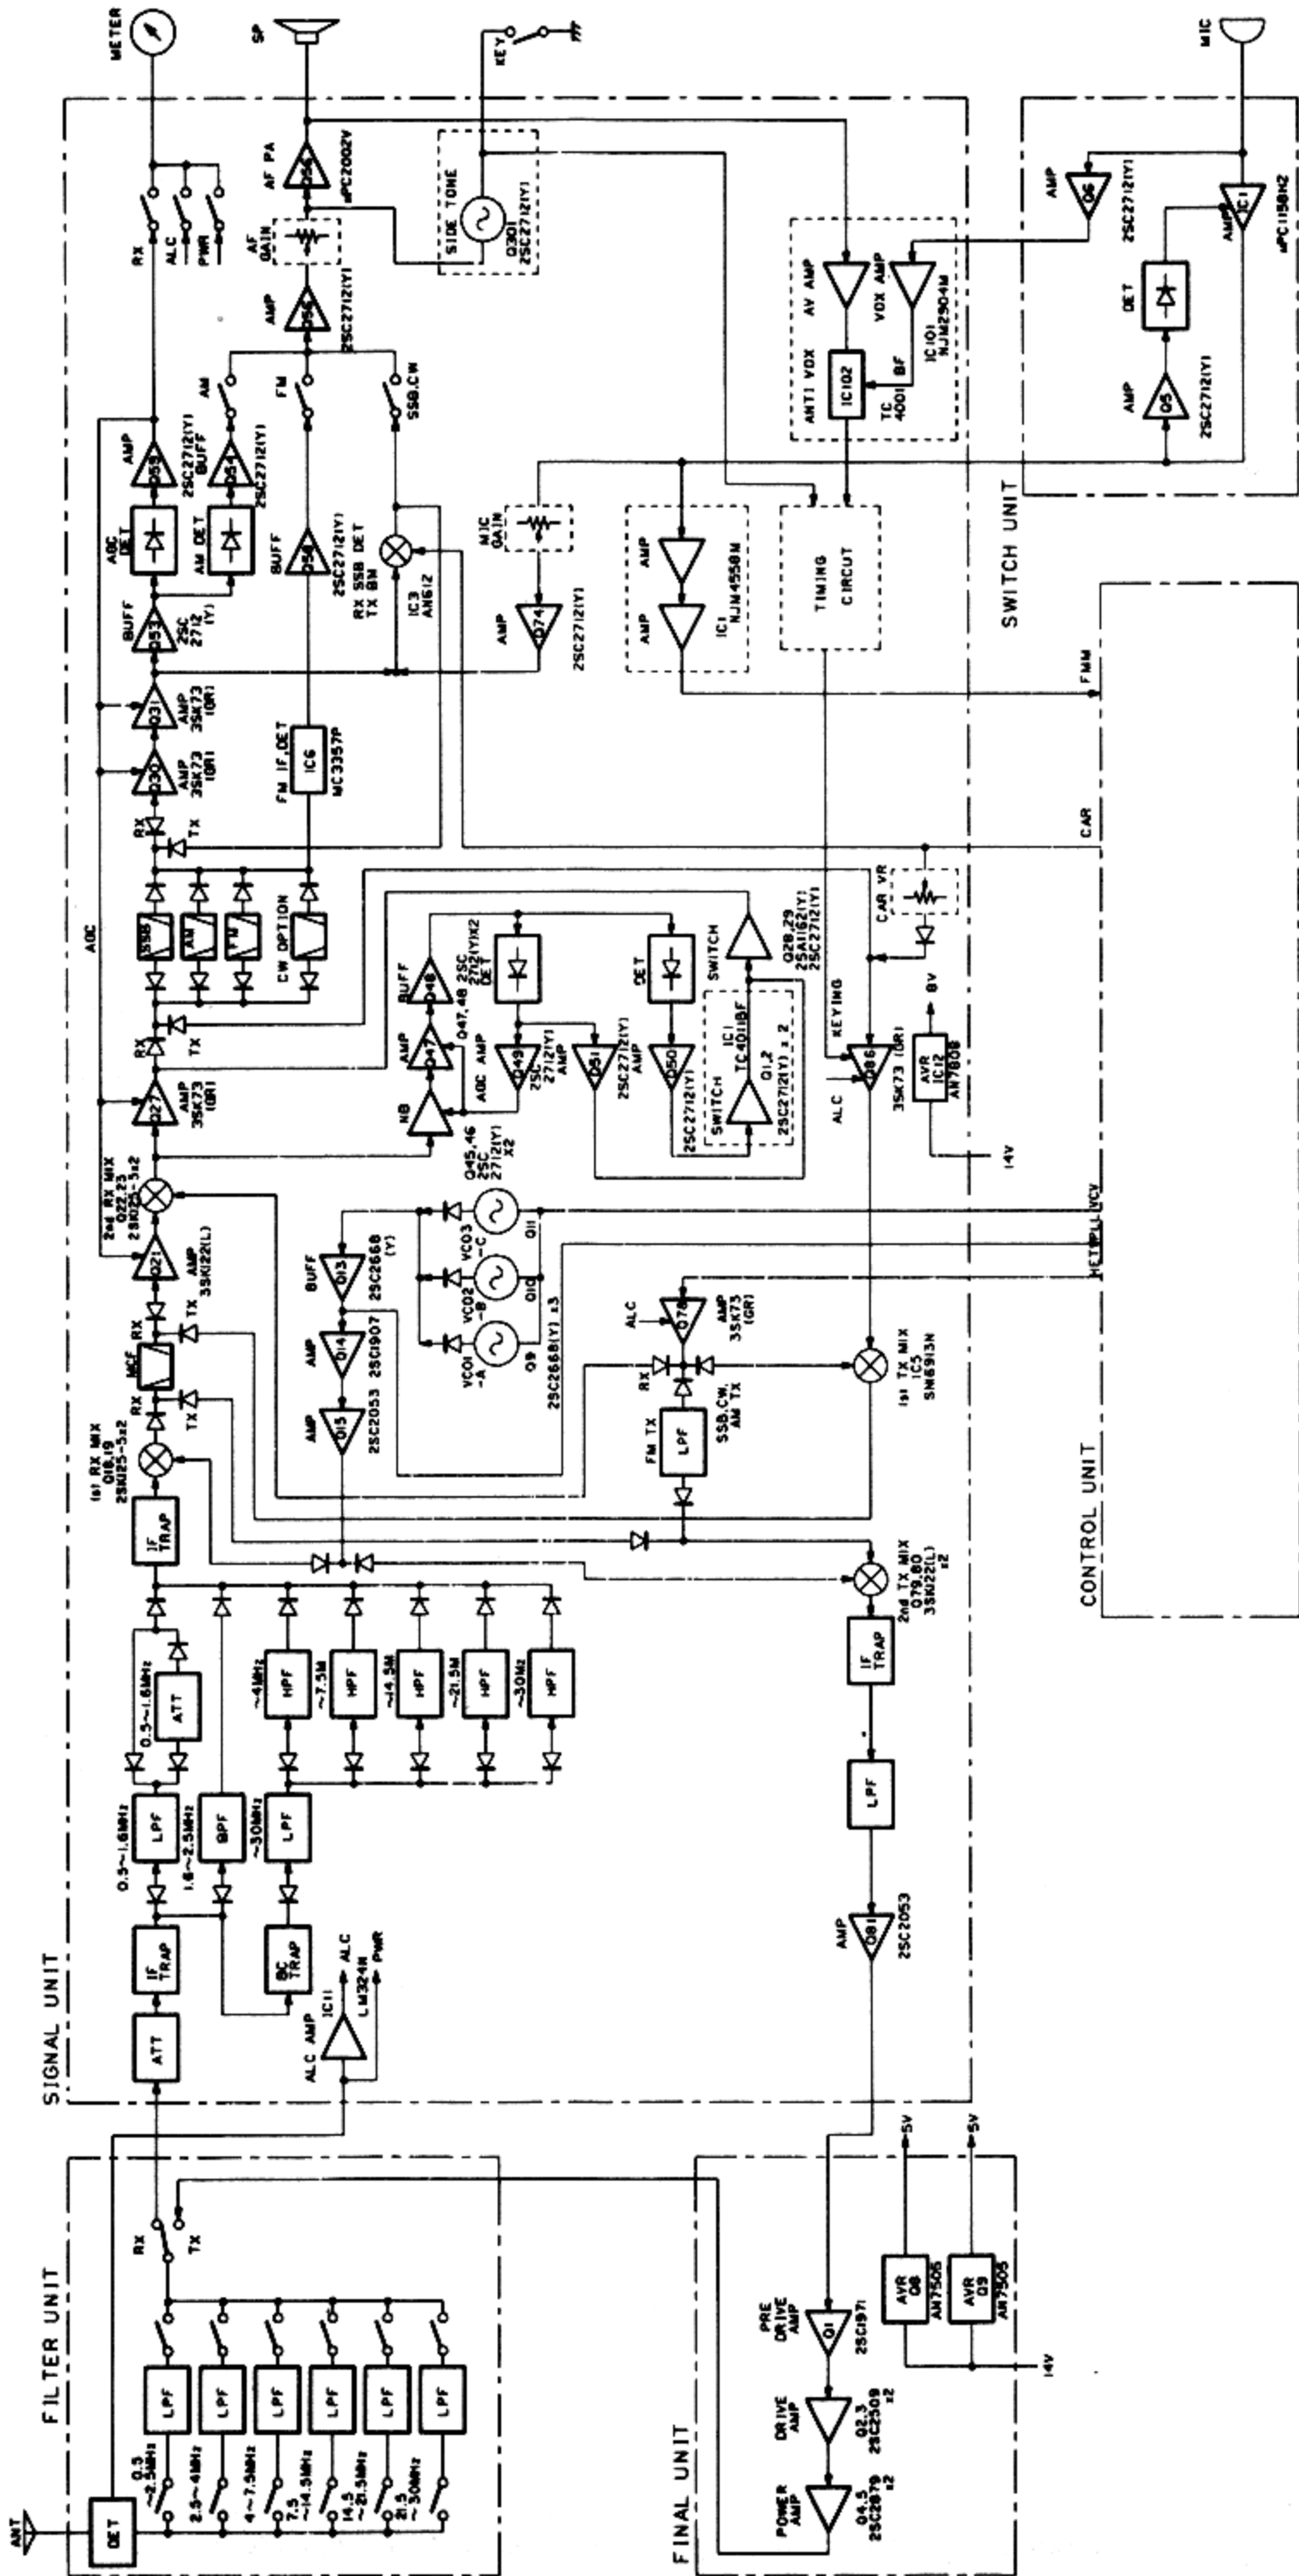 FILTER UNIT
ANT
DET
0.5
~2.5MHz
LPF
2.5~4MHz
LPF
4~7.5MHz
LPF
7.5
~14.5MHz
LPF
14.5
~21.5MHz
LPF
21.5
~30MHz
LPF
RX
TX
FINAL UNIT
POWER
AMP
Q4.5
2SC2879
x2
DRIVE
AMP
Q2.3
2SC2509
x2
PRE
DRIVE
AMP
Q1
2SC1971
AVR
Q8
AN7505
5V
AVR
Q9
AN7505
5V
14V
SIGNAL UNIT
ATT
IF
TRAP
0.5~1.6MHz
LPF
0.5~1.6MHz
ATT
1.6~2.5MHz
BPF
BC
TRAP
~30MHz
LPF
~4MHz
HPF
~7.5M
HPF
~14.5M
HPF
~21.5M
HPF
~30MHz
HPF
ALC AMP
IC11
LM324N
ALC
PWR
IF
TRAP
1st RX MIX
Q18,19
2SK125-5x2
RX
TX
MCF
RX
TX
Q21
AMP
3SK122(L)
2nd RX MIX
Q22,23
2SK125-5x2
Q27
AMP
3SK73
(GR)
RX
TX
AGC
SSB
AM
FM
CW OPTION
RX
TX
Q30
AMP
3SK73
(GR)
Q31
AMP
3SK73
(GR)
BUFF
Q53
2SC
2712
(Y)
AGC
DET
AMP
Q55
2SC2712(Y)
AM DET
BUFF
Q54
2SC2712(Y)
RX
ALC
PWR
METER
AM
FM
SSB,CW
AMP
Q56
2SC2712(Y)
AF
GAIN
AF PA
Q56
µPC2002V
SP
FM IF,DET
IC6
MC3357P
BUFF
Q58
2SC2712(Y)
RX SSB DET
TX BM
IC3
AN612
SIDE TONE
Q301
2SC2712(Y)
KEY
BUFF
Q13
2SC2668
(Y)
AMP
Q14
2SC1907
AMP
Q15
2SC2053
VCO1
-A
VCO2
-B
VCO3
-C
Q9
Q10
Q11
2SC2668(Y) x3
NB
Q45,46
2SC
2712(Y)
x2
AMP
Q47
BUFF
Q48
Q47,48 2SC
2712(Y)X2
DET
AGC AMP
Q49
2SC
2712(Y)
AMP
Q51
2SC2712(Y)
AMP
DET
Q50
2SC2712(Y)
SWITCH
IC1
TC4011BF
Q1,2
2SC2712(Y) x 2
SWITCH
Q28,29
2SA1162(Y)
2SC2712(Y)
MIC
GAIN
AMP
Q74
2SC2712(Y)
AMP
AMP
IC1
NJM4558M
TIMING
CIRCUT
ANTI VOX
IC102
TC
4001 BF
AV AMP
VOX AMP
IC101
NJM2904M
KEYING
ALC
Q86
3SK73 (GR)
CAR VR
AVR
IC12
AN7808
8V
14V
ALC
Q78
AMP
3SK73
(GR)
RX
SSB,CW,
AM TX
FM TX
LPF
1st TX MIX
IC5
SN16913N
2nd TX MIX
Q79,80
3SK122(L)
x2
IF
TRAP
LPF
AMP
Q81
2SC2053
SWITCH UNIT
AMP
Q6
2SC2712(Y)
MIC
AMP
IC1
µPC1158H2
DET
AMP
Q5
2SC2712(Y)
CONTROL UNIT
HET
PLL
VCV
CAR
FMM